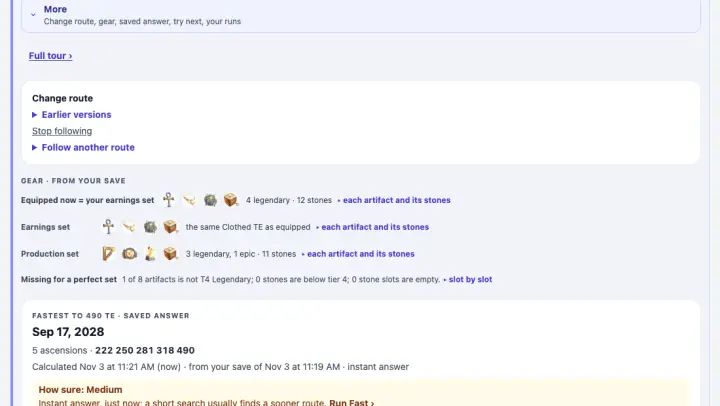 More
Change route, gear, saved answer, try next, your runs
Full tour ›
Change route
▶ Earlier versions
Stop following
▶ Follow another route
GEAR · FROM YOUR SAVE
Equipped now = your earnings set 4 legendary · 12 stones ▸ each artifact and its stones
Earnings set the same Clothed TE as equipped ▸ each artifact and its stones
Production set 3 legendary, 1 epic · 11 stones ▸ each artifact and its stones
Missing for a perfect set 1 of 8 artifacts is not T4 Legendary; 0 stones are below tier 4; 0 stone slots are empty. ▸ slot by slot
FASTEST TO 490 TE · SAVED ANSWER
Sep 17, 2028
5 ascensions · 222 250 281 318 490
Calculated Nov 3 at 11:21 AM (now) · from your save of Nov 3 at 11:19 AM · instant answer
How sure: Medium
Instant answer, just now: a short search usually finds a sooner route. Run Fast ›